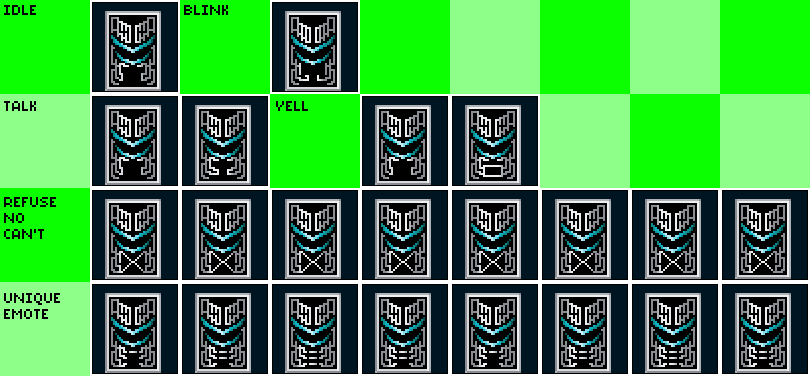 IDLE
BLINK
TALK
YELL
REFUSE
NO
CAN'T
UNIQUE
EMOTE